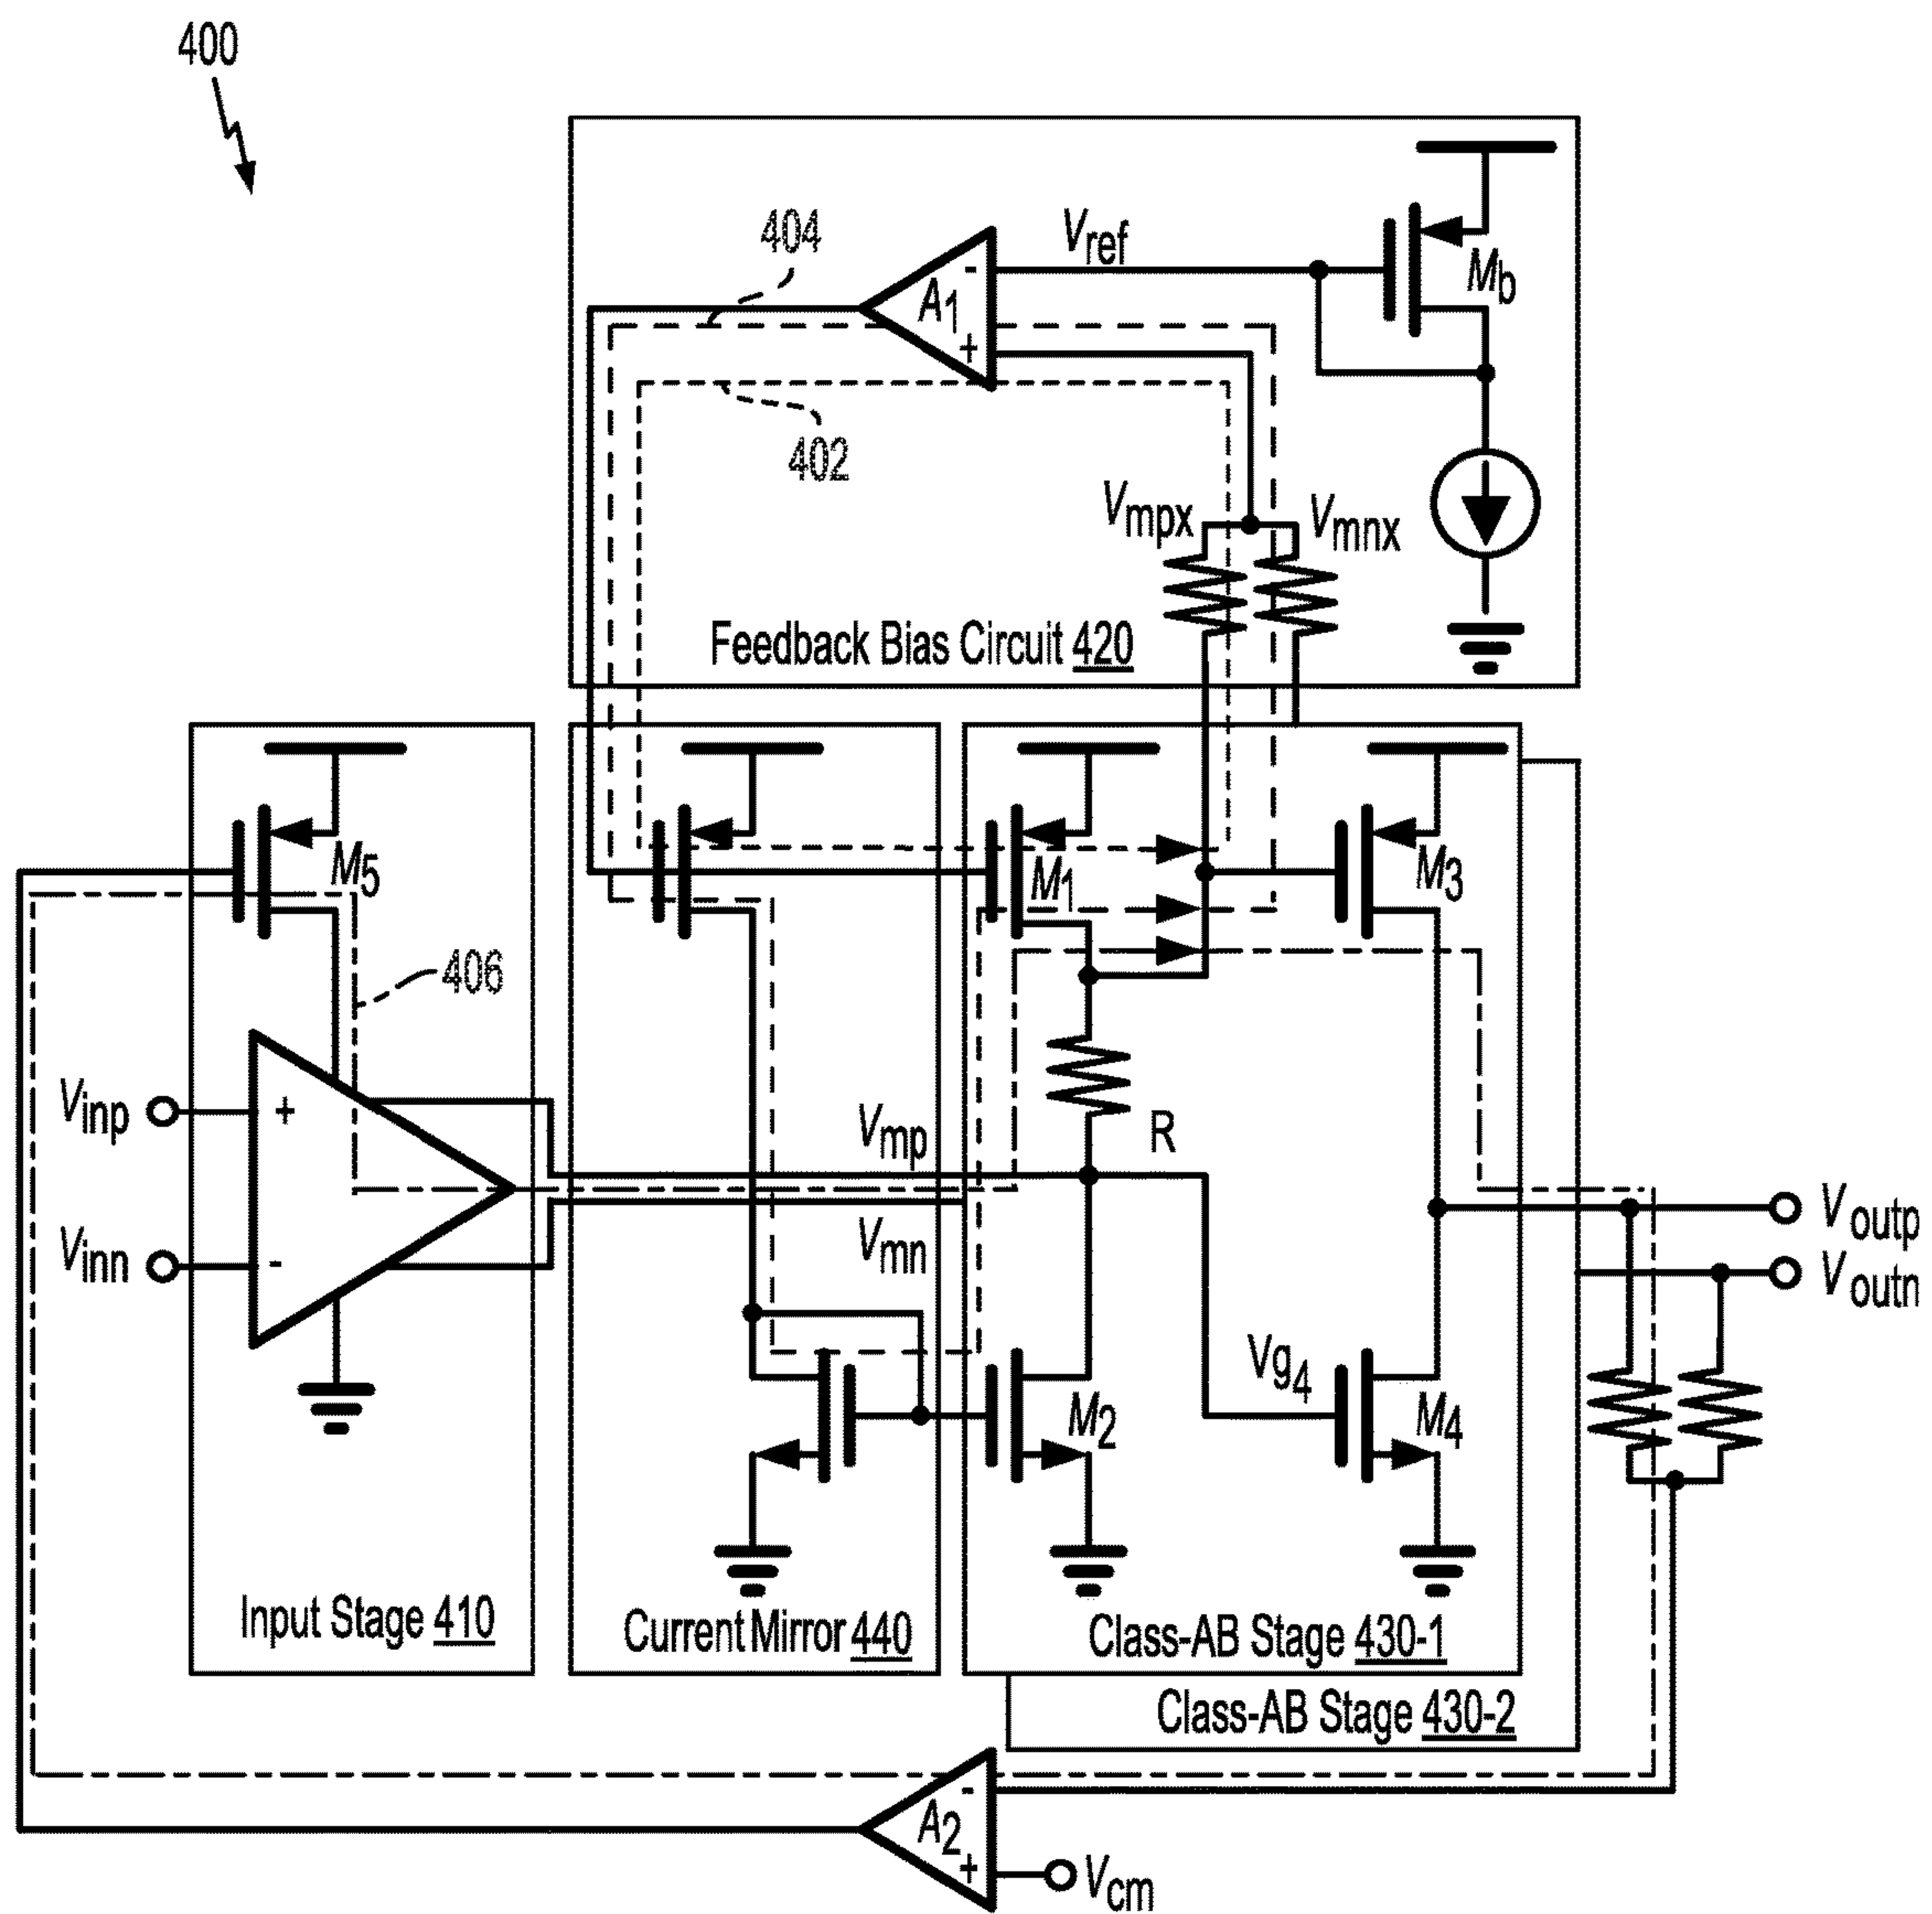 400
404
Vref
Mb
-
A1
+
402
Vmpx
Vmnx
Feedback Bias Circuit 420
M5
M1
M3
406
Vinp
+
Vmp
R
Vinn
-
Vmn
Voutp
Voutn
Vg4
M2
M4
Input Stage 410
Current Mirror 440
Class-AB Stage 430-1
Class-AB Stage 430-2
-
A2
+
Vcm